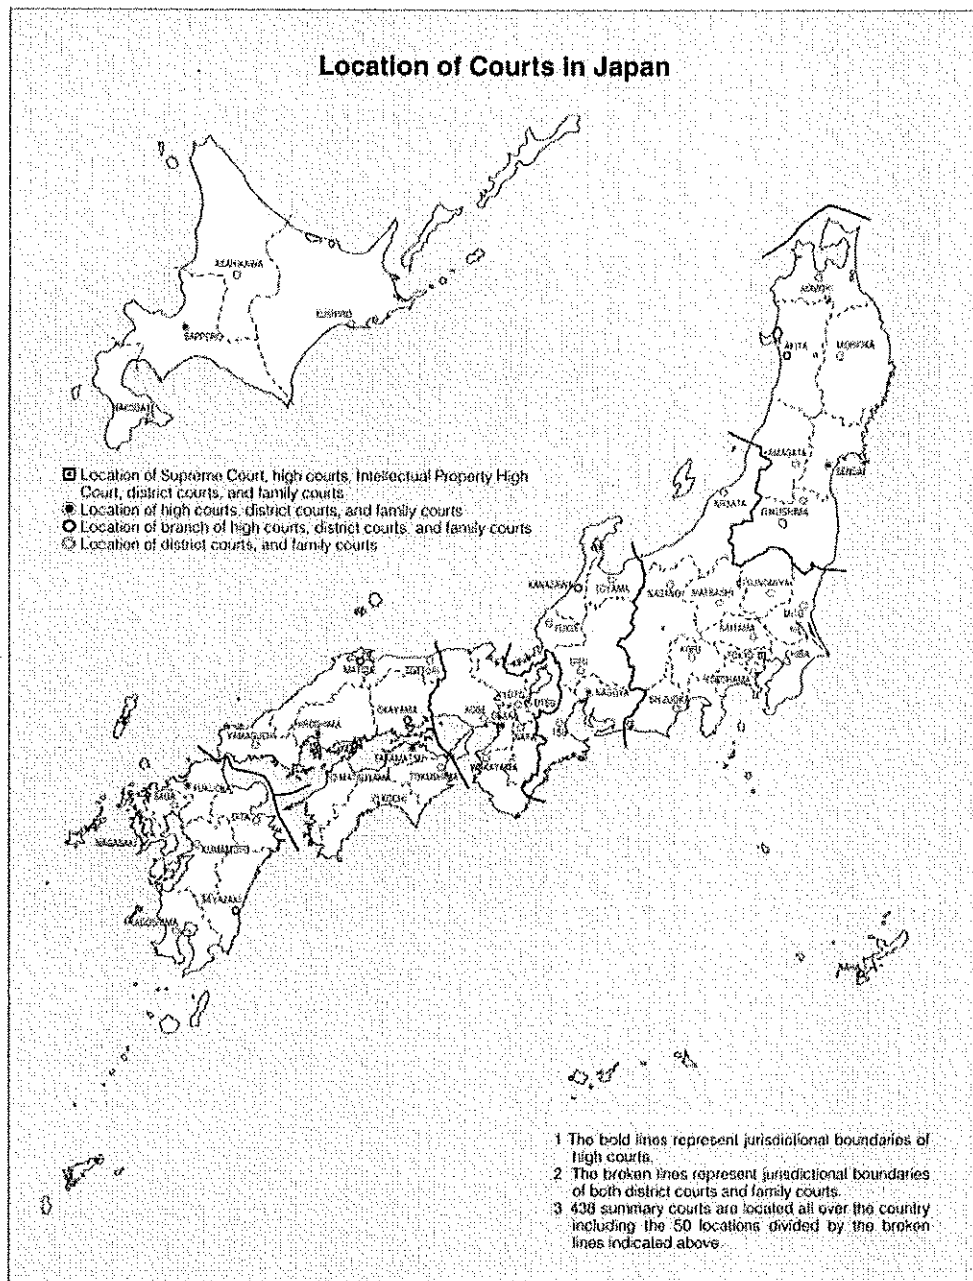 Location of Courts in Japan
ASAHIKAWA
KUSHIRO
SAPPORO
HAKODATE
AOMORI
AKITA
MORIOKA
YAMAGATA
SENDAI
NIIGATA
FUKUSHIMA
Location of Supreme Court, high courts, Intellectual Property High
Court, district courts, and family courts
Location of high courts, district courts, and family courts
Location of branch of high courts, district courts, and family courts
Location of district courts, and family courts
KANAZAWA
TOYAMA
NAGANO
MAEBASHI
MITO
FUKUI
SAITAMA
KOFU
TOKYO
CHIBA
YOKOHAMA
SHIZUOKA
GIFU
NAGOYA
MATSUE
TOTTORI
KYOTO
OTSU
KOBE
OSAKA
NARA
TSU
OKAYAMA
HIROSHIMA
YAMAGUCHI
TAKAMATSU
TOKUSHIMA
WAKAYAMA
MATSUYAMA
KOCHI
FUKUOKA
SAGA
OITA
NAGASAKI
KUMAMOTO
MIYAZAKI
KAGOSHIMA
NAHA
1 The bold lines represent jurisdictional boundaries of
high courts.
2 The broken lines represent jurisdictional boundaries
of both district courts and family courts.
3 438 summary courts are located all over the country
including the 50 locations divided by the broken
lines indicated above